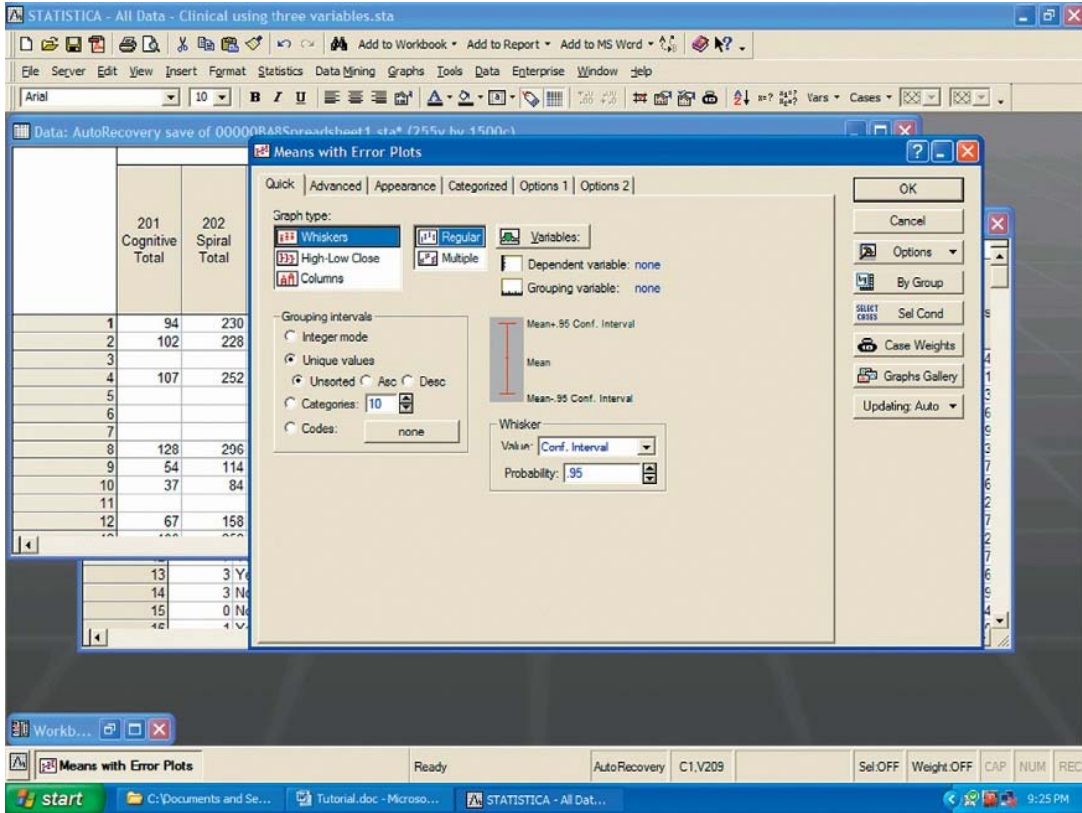 STATISTICA - All Data - Clinical using three variables.sta
Add to Workbook Add to Report Add to MS Word
File Server Edit View Insert Format Statistics Data Mining Graphs Tools Data Enterprise Window Help
Arial 10 B I U Vars Cases
Data: AutoRecovery save of 00000BA8Spreadsheet1.sta* (255v by 1500c)
Means with Error Plots
Quick Advanced Appearance Categorized Options 1 Options 2
OK
Cancel
Options
By Group
SELECT CASES Sel Cond
Case Weights
Graphs Gallery
Updating: Auto
Graph type:
Whiskers
High-Low Close
Columns
Regular
Multiple
Variables:
Dependent variable: none
Grouping variable: none
Grouping intervals
Integer mode
Unique values
Unsorted Asc Desc
Categories: 10
Codes: none
Mean+.95 Conf. Interval
Mean
Mean-.95 Conf. Interval
Whisker
Value: Conf. Interval
Probability: .95
201 Cognitive Total
202 Spiral Total
1 94 230
2 102 228
3
4 107 252
5
6
7
8 128 296
9 54 114
10 37 84
11
12 67 158
13 3 Ye
14 3 No
15 0 No
Workb...
Means with Error Plots Ready AutoRecovery C1,V209 Sel:OFF Weight:OFF CAP NUM REC
start C:\Documents and Se... Tutorial.doc - Microso... STATISTICA - All Dat... 9:25 PM